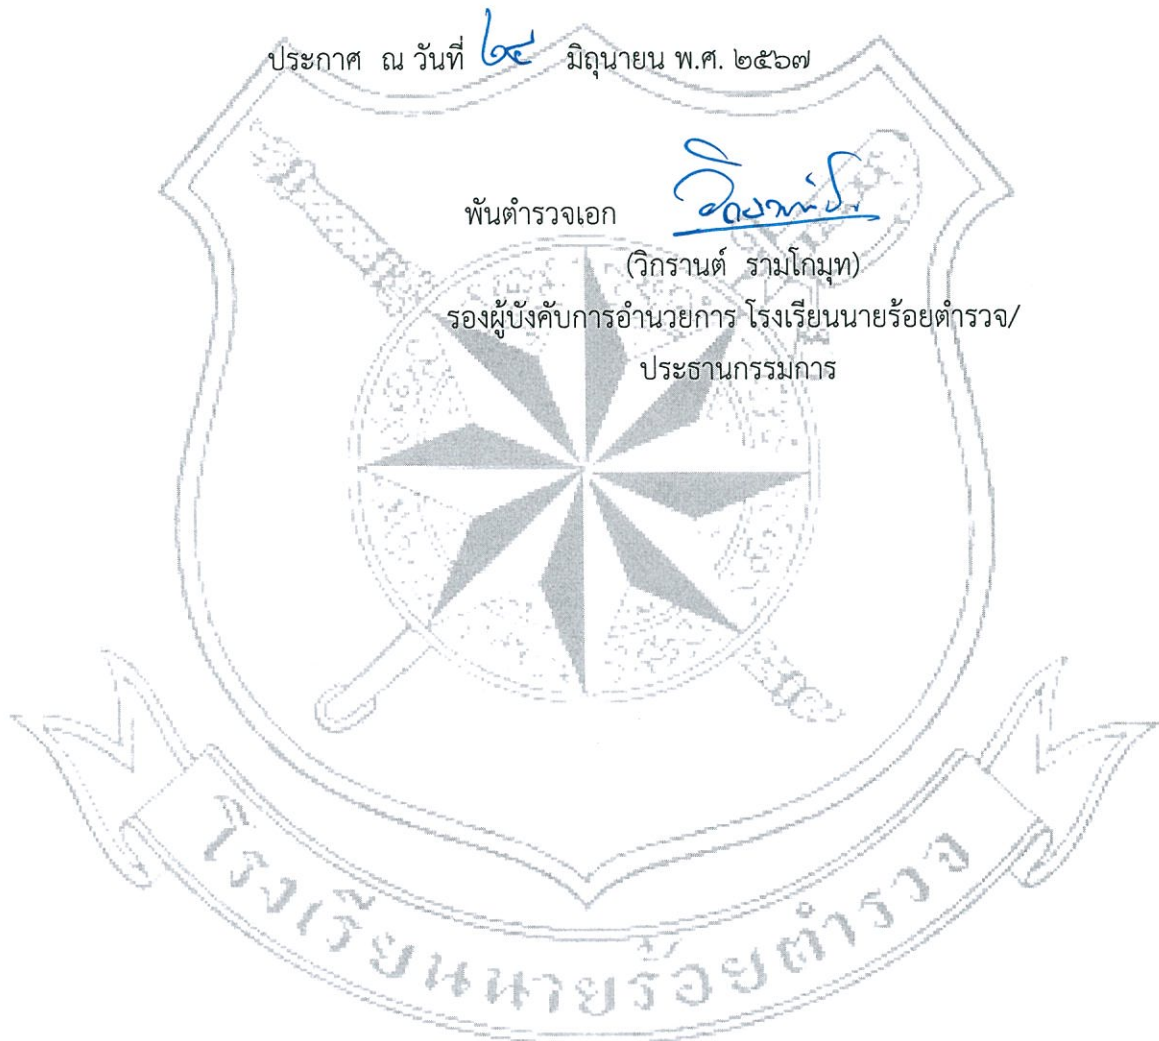 ประกาศ ณ วันที่ ๒๔ มิถุนายน พ.ศ. ๒๕๖๗
พันตำรวจเอก
(วิกรานต์ รามโกมุท)
รองผู้บังคับการอำนวยการ โรงเรียนนายร้อยตำรวจ/
ประธานกรรมการ
โรงเรียนนายร้อยตำรวจ